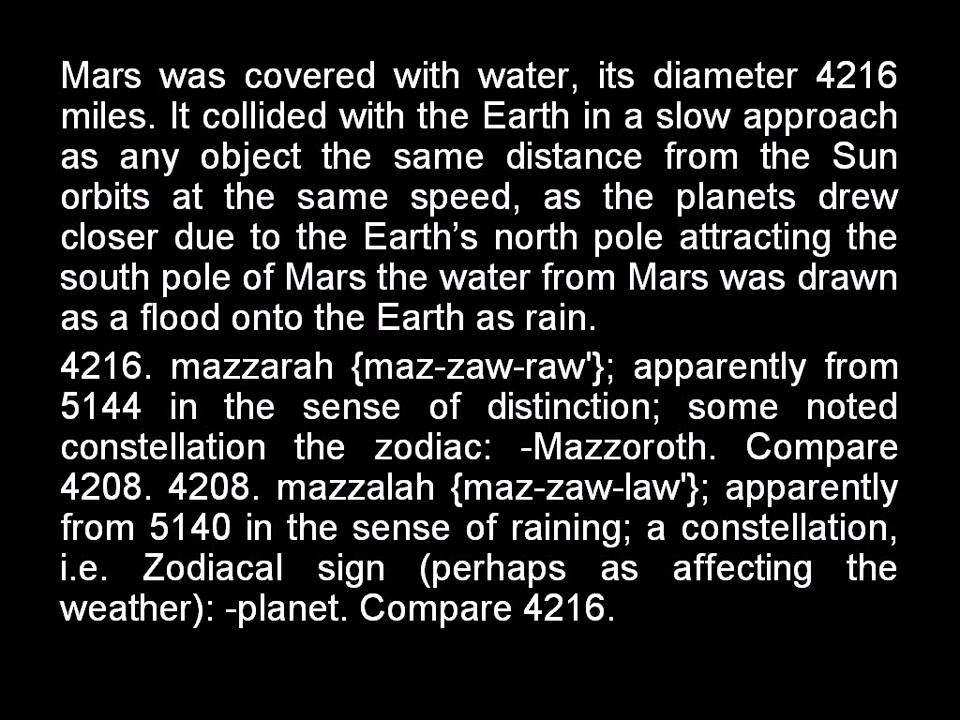 Mars was covered with water, its diameter 4216
miles. It collided with the Earth in a slow approach
as any object the same distance from the Sun
orbits at the same speed, as the planets drew
closer due to the Earth’s north pole attracting the
south pole of Mars the water from Mars was drawn
as a flood onto the Earth as rain.
4216. mazzarah {maz-zaw-raw'}; apparently from
5144 in the sense of distinction; some noted
constellation the zodiac: -Mazzoroth. Compare
4208. 4208. mazzalah {maz-zaw-law'}; apparently
from 5140 in the sense of raining; a constellation,
i.e. Zodiacal sign (perhaps as affecting the
weather): -planet. Compare 4216.